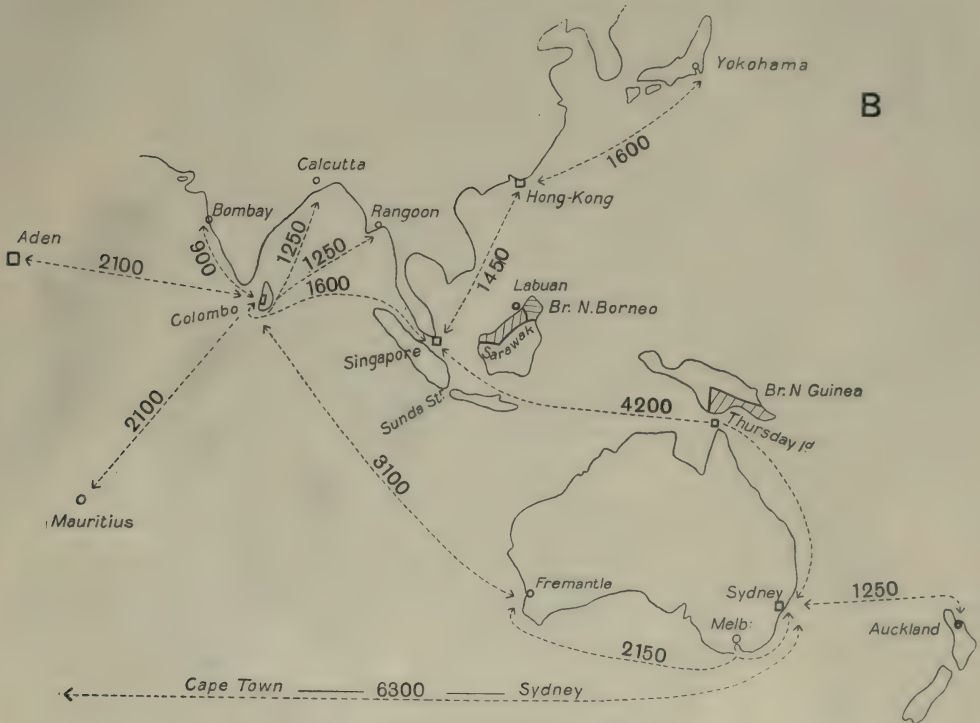 Yokohama
B
1600
Calcutta
Hong-Kong
Bombay
Rangoon
Aden
2100
900
1250
1250
1450
1600
Labuan
Colombo
Br. N. Borneo
Sarawak
Singapore
Br. N Guinea
2100
Sunda St.
4200
Thursday Id.
3100
Mauritius
Fremantle
Sydney
1250
Melb:
Auckland
2150
Cape Town 6300 Sydney